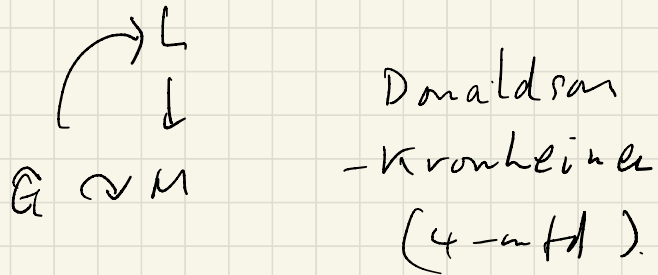 L
↓
G ↷ M
Donaldson
-Kronheimer
(4-mfd).